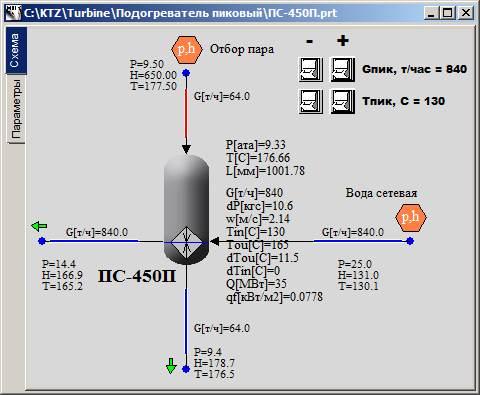 C:\KTZ\Turbine\Подогреватель пиковый\ПС-450П.prt
Схема
Параметры
p,h
Отбор пара
P=9.50
H=650.00
T=177.50
G[т/ч]=64.0
- +
Gпик, т/час = 840
Тпик, С = 130
P[ата]=9.33
T[C]=176.66
L[мм]=1001.78
G[т/ч]=840
dP[кгс]=10.6
w[м/с]=2.14
Tin[C]=130
Tou[C]=165
dTou[C]=11.5
dTin[C]=0
Q[МВт]=35
qf[кВт/м2]=0.0778
Вода сетевая
p,h
G[т/ч]=840.0
G[т/ч]=840.0
P=14.4
H=166.9
T=165.2
ПС-450П
P=25.0
H=131.0
T=130.1
G[т/ч]=64.0
P=9.4
H=178.7
T=176.5